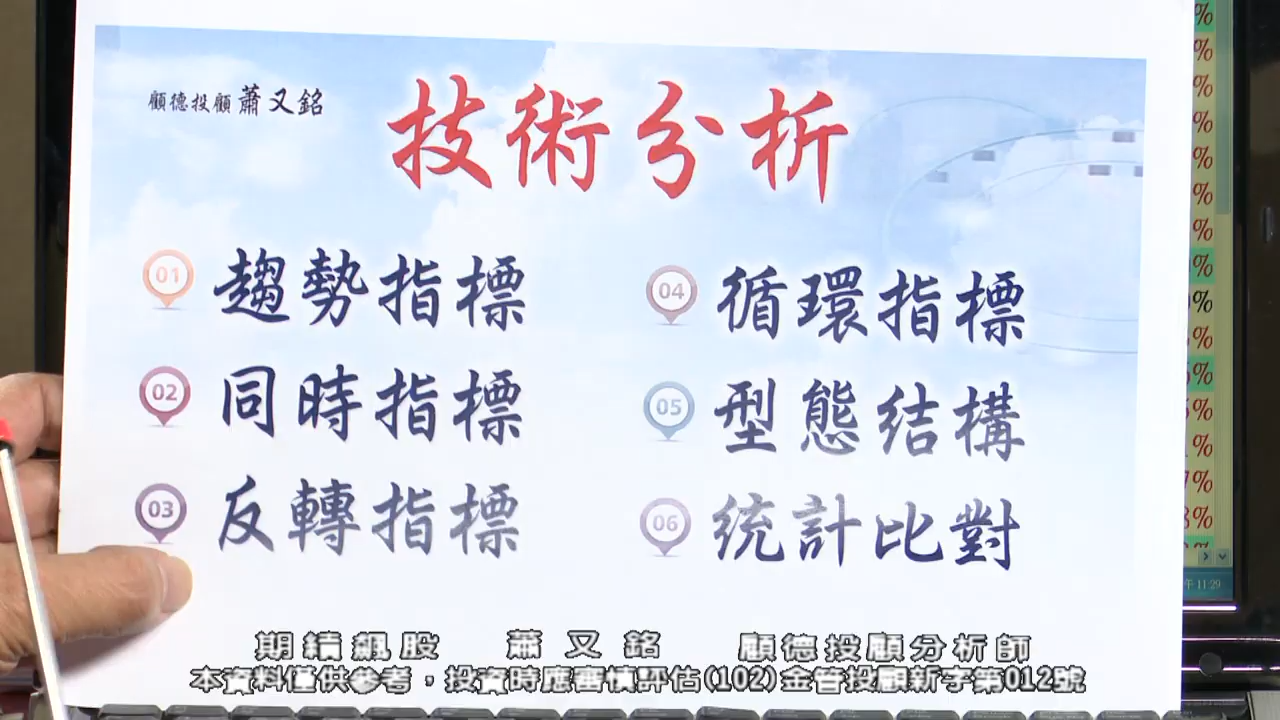 顧德投顧 蕭又銘
技術分析
01 趨勢指標
02 同時指標
03 反轉指標
04 循環指標
05 型態结構
06 统計比對
午 11:29
期績飆股 蕭又銘 顧德投顧分析師
本資料僅供參考，投資時應審慎評估(102)金管投顧新字第012號